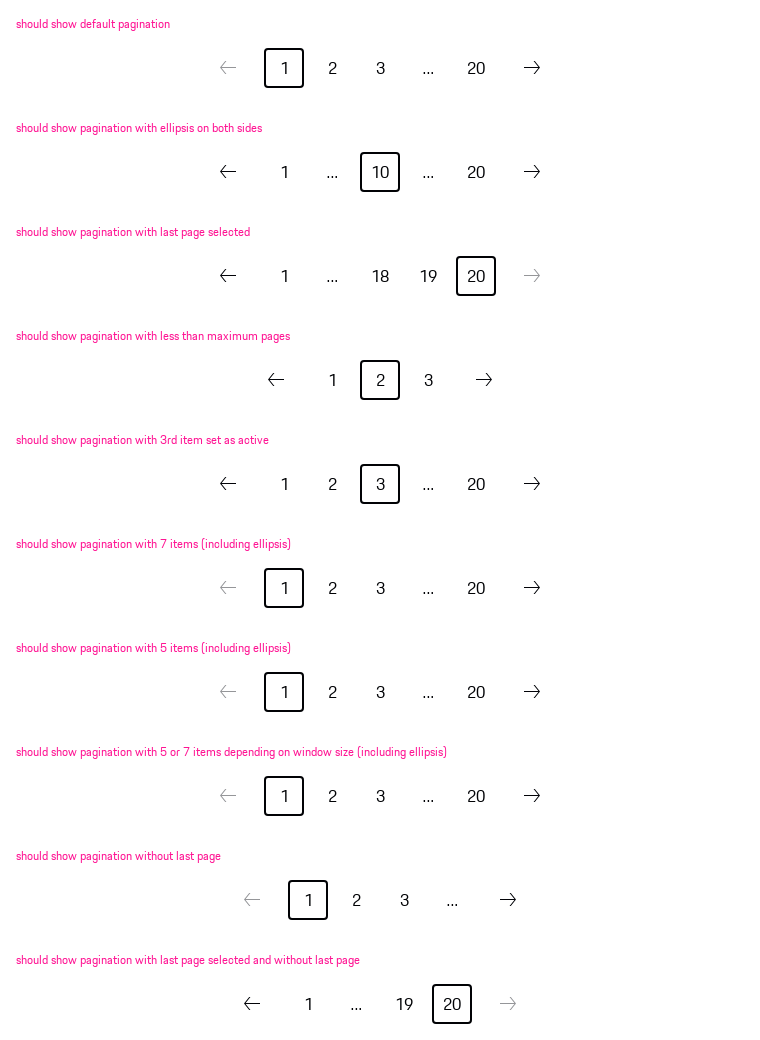 should show default pagination
← 1 2 3 ... 20 →
should show pagination with ellipsis on both sides
← 1 ... 10 ... 20 →
should show pagination with last page selected
← 1 ... 18 19 20 →
should show pagination with less than maximum pages
← 1 2 3 →
should show pagination with 3rd item set as active
← 1 2 3 ... 20 →
should show pagination with 7 items (including ellipsis)
← 1 2 3 ... 20 →
should show pagination with 5 items (including ellipsis)
← 1 2 3 ... 20 →
should show pagination with 5 or 7 items depending on window size (including ellipsis)
← 1 2 3 ... 20 →
should show pagination without last page
← 1 2 3 ... →
should show pagination with last page selected and without last page
← 1 ... 19 20 →